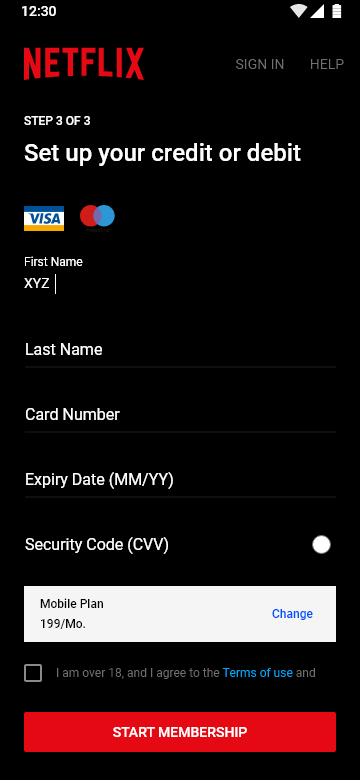 12:30
NETFLIX
SIGN IN
HELP
STEP 3 OF 3
Set up your credit or debit
VISA
First Name
XYZ
Last Name
Card Number
Expiry Date (MM/YY)
Security Code (CVV)
Mobile Plan
199/Mo.
Change
I am over 18, and I agree to the Terms of use and
START MEMBERSHIP